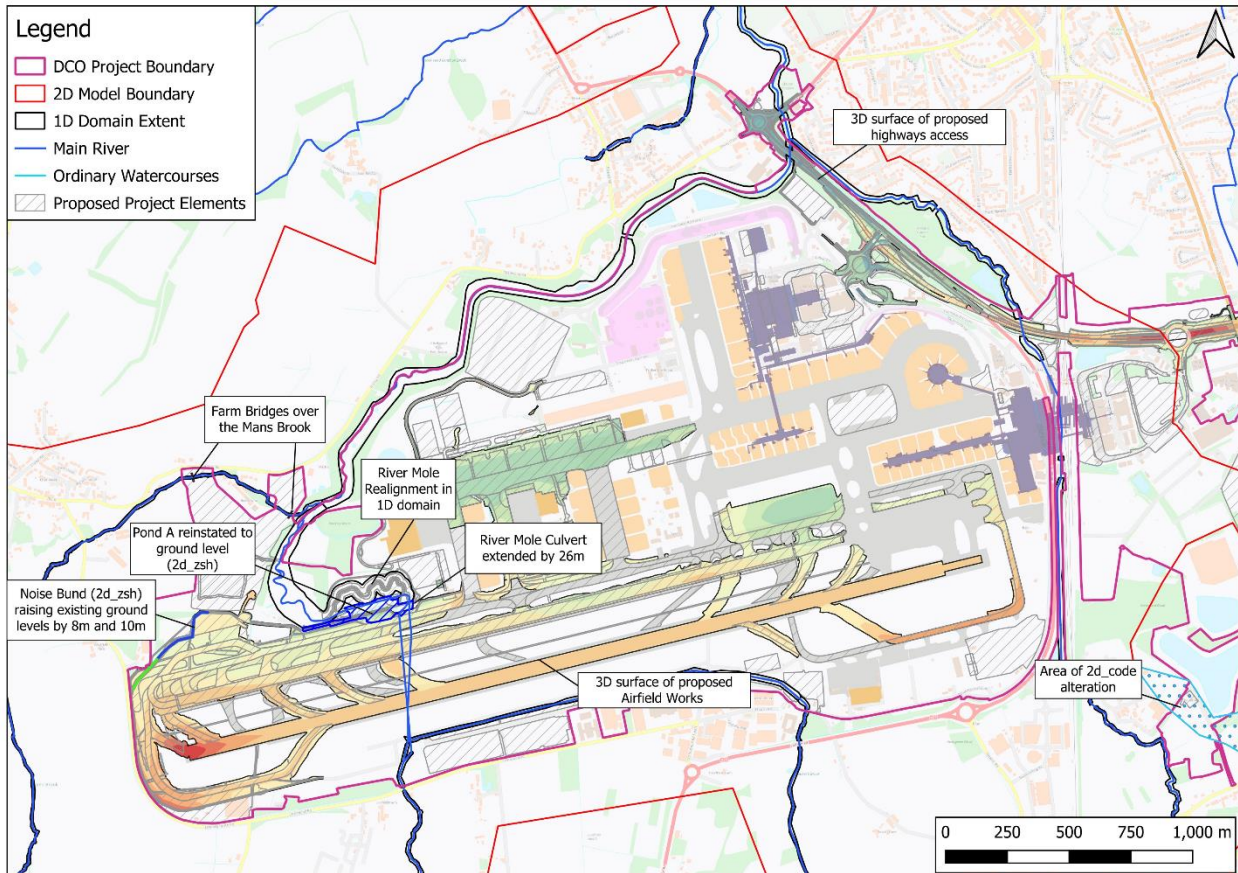 Legend
DCO Project Boundary
2D Model Boundary
1D Domain Extent
Main River
Ordinary Watercourses
Proposed Project Elements
3D surface of proposed
highways access
Farm Bridges over
the Mans Brook
River Mole
Realignment in
1D domain
Pond A reinstated to
ground level
(2d_zsh)
River Mole Culvert
extended by 26m
Noise Bund (2d_zsh)
raising existing ground
levels by 8m and 10m
3D surface of proposed
Airfield Works
Area of 2d_code
alteration
0 250 500 750 1,000 m